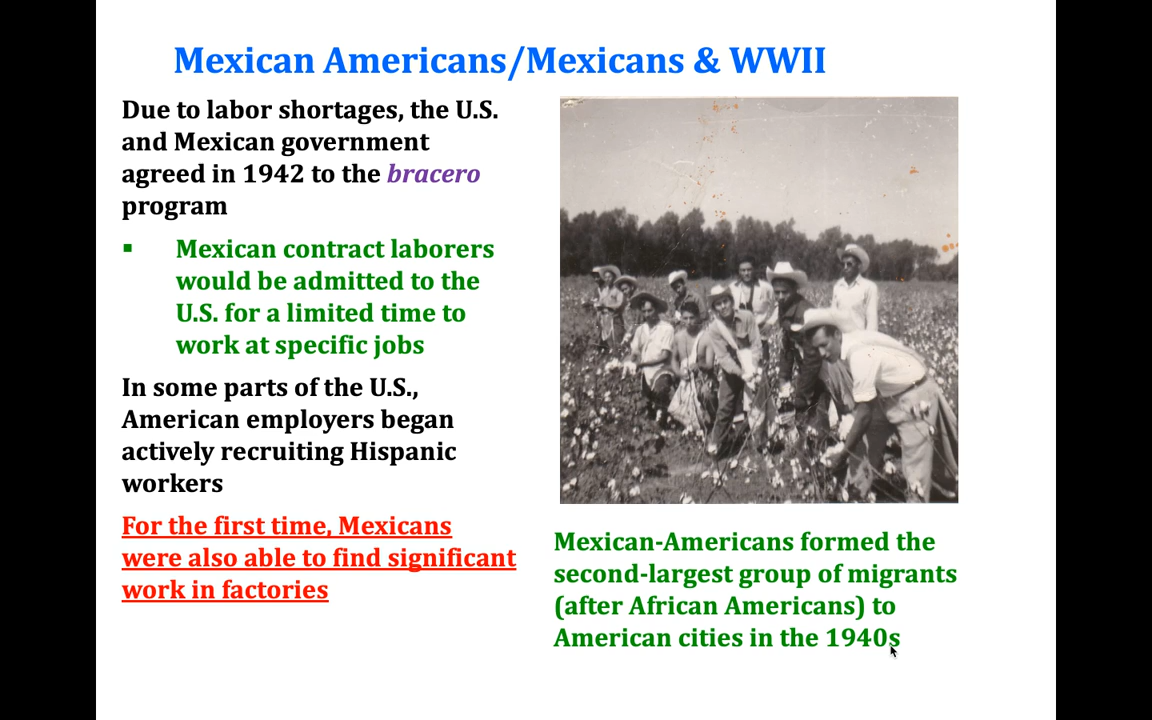 Mexican Americans/Mexicans & WWII
Due to labor shortages, the U.S.
and Mexican government
agreed in 1942 to the bracero
program
▪ Mexican contract laborers
would be admitted to the
U.S. for a limited time to
work at specific jobs
In some parts of the U.S.,
American employers began
actively recruiting Hispanic
workers
For the first time, Mexicans
were also able to find significant
work in factories
Mexican-Americans formed the
second-largest group of migrants
(after African Americans) to
American cities in the 1940s